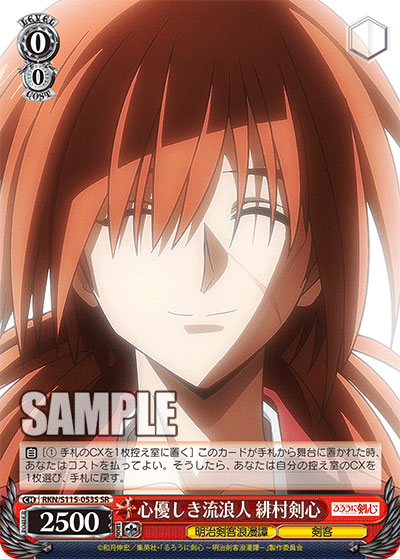 LEVEL
0
0
COST
SAMPLE
自 [① 手札のCXを1枚控え室に置く] このカードが手札から舞台に置かれた時、
あなたはコストを払ってよい。そうしたら、あなたは自分の控え室のCX
を1枚選び、手札に戻す。
CH RKN/S115-053S SR
心優しき流浪人 緋村剣心
るろうに剣心
POWER
2500
明治剣客浪漫譚
剣客
©和月伸宏／集英社・「るろうに剣心 －明治剣客浪漫譚－」製作委員会